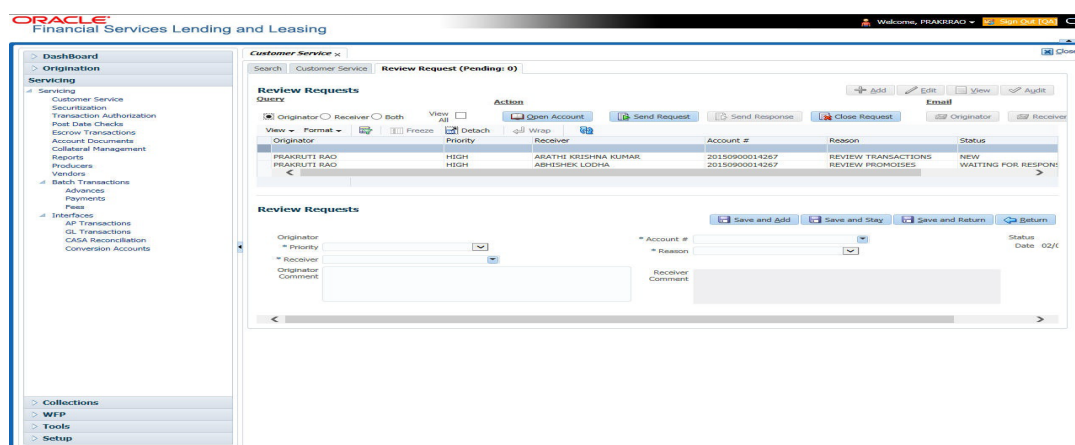 ORACLE
Financial Services Lending and Leasing
Welcome, PRAKRRAO
Sign Out [QA]
DashBoard
Origination
Servicing
Servicing
Customer Service
Securitization
Transaction Authorization
Post Date Checks
Escrow Transactions
Account Documents
Collateral Management
Reports
Producers
Vendors
Batch Transactions
Advances
Payments
Fees
Interfaces
AP Transactions
GL Transactions
CASA Reconciliation
Conversion Accounts
Collections
WFP
Tools
Setup
Customer Service x
Close
Search Customer Service Review Request (Pending: 0)
Review Requests
Add Edit View Audit
Query Action Email
Originator Receiver Both View All Open Account Send Request Send Response Close Request Originator Receiver
View Format Freeze Detach Wrap
Originator Priority Receiver Account # Reason Status
PRAKRUTI RAO HIGH ARATHI KRISHNA KUMAR 20150900014267 REVIEW TRANSACTIONS NEW
PRAKRUTI RAO HIGH ABHISHEK LODHA 20150900014267 REVIEW PROMOISES WAITING FOR RESPONS
Review Requests
Save and Add Save and Stay Save and Return Return
Originator Status
* Priority * Account # Date 02/0
* Receiver * Reason
Originator Comment Receiver Comment